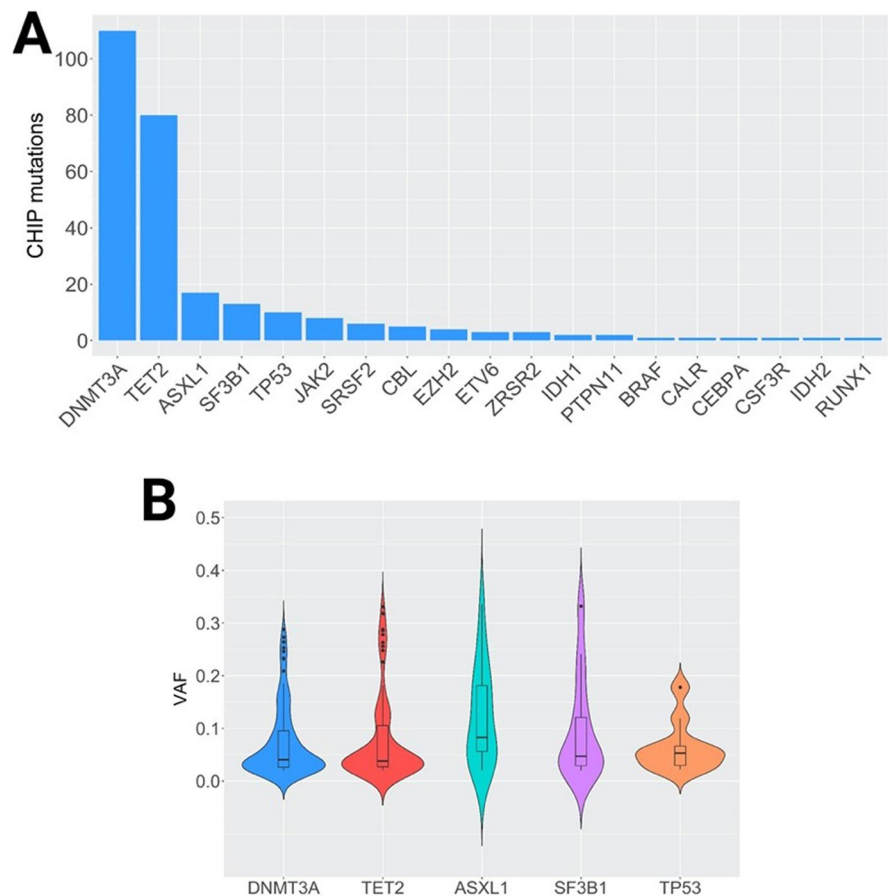 A
CHIP mutations
100
80
60
40
20
0
DNMT3A TET2 ASXL1 SF3B1 TP53 JAK2 SRSF2 CBL EZH2 ETV6 ZRSR2 IDH1 PTPN11 BRAF CALR CEBPA CSF3R IDH2 RUNX1
B
VAF
0.5
0.4
0.3
0.2
0.1
0.0
DNMT3A TET2 ASXL1 SF3B1 TP53